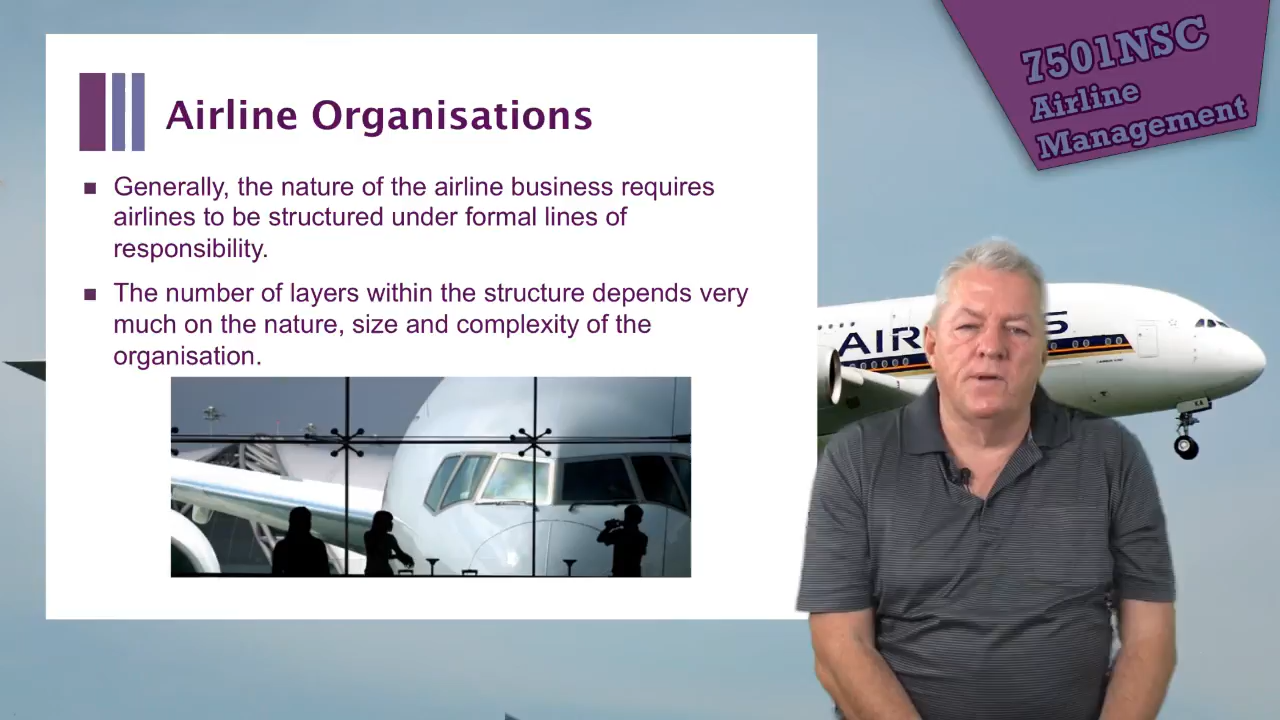 7501NSC
Airline
Management
Airline Organisations
Generally, the nature of the airline business requires
airlines to be structured under formal lines of
responsibility.
The number of layers within the structure depends very
much on the nature, size and complexity of the
organisation.